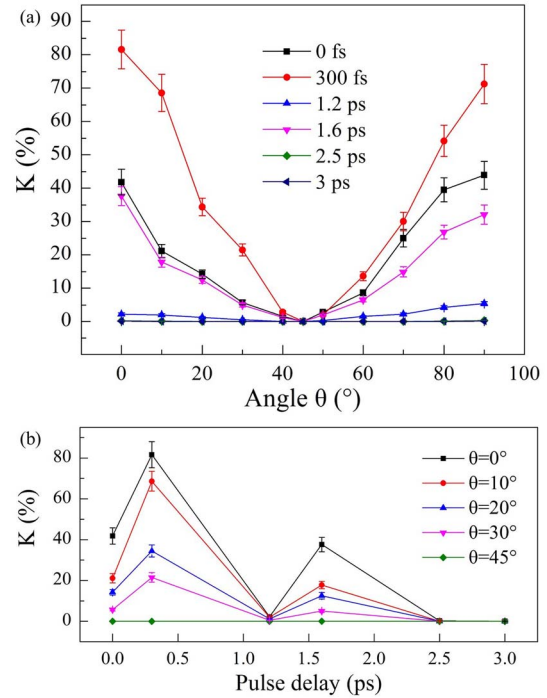 (a)
90
80
70
60
50
40
30
20
10
0
K (%)
0 fs
300 fs
1.2 ps
1.6 ps
2.5 ps
3 ps
0 20 40 60 80 100
Angle θ (°)
(b)
80
60
40
20
0
K (%)
θ=0°
θ=10°
θ=20°
θ=30°
θ=45°
0.0 0.5 1.0 1.5 2.0 2.5 3.0
Pulse delay (ps)